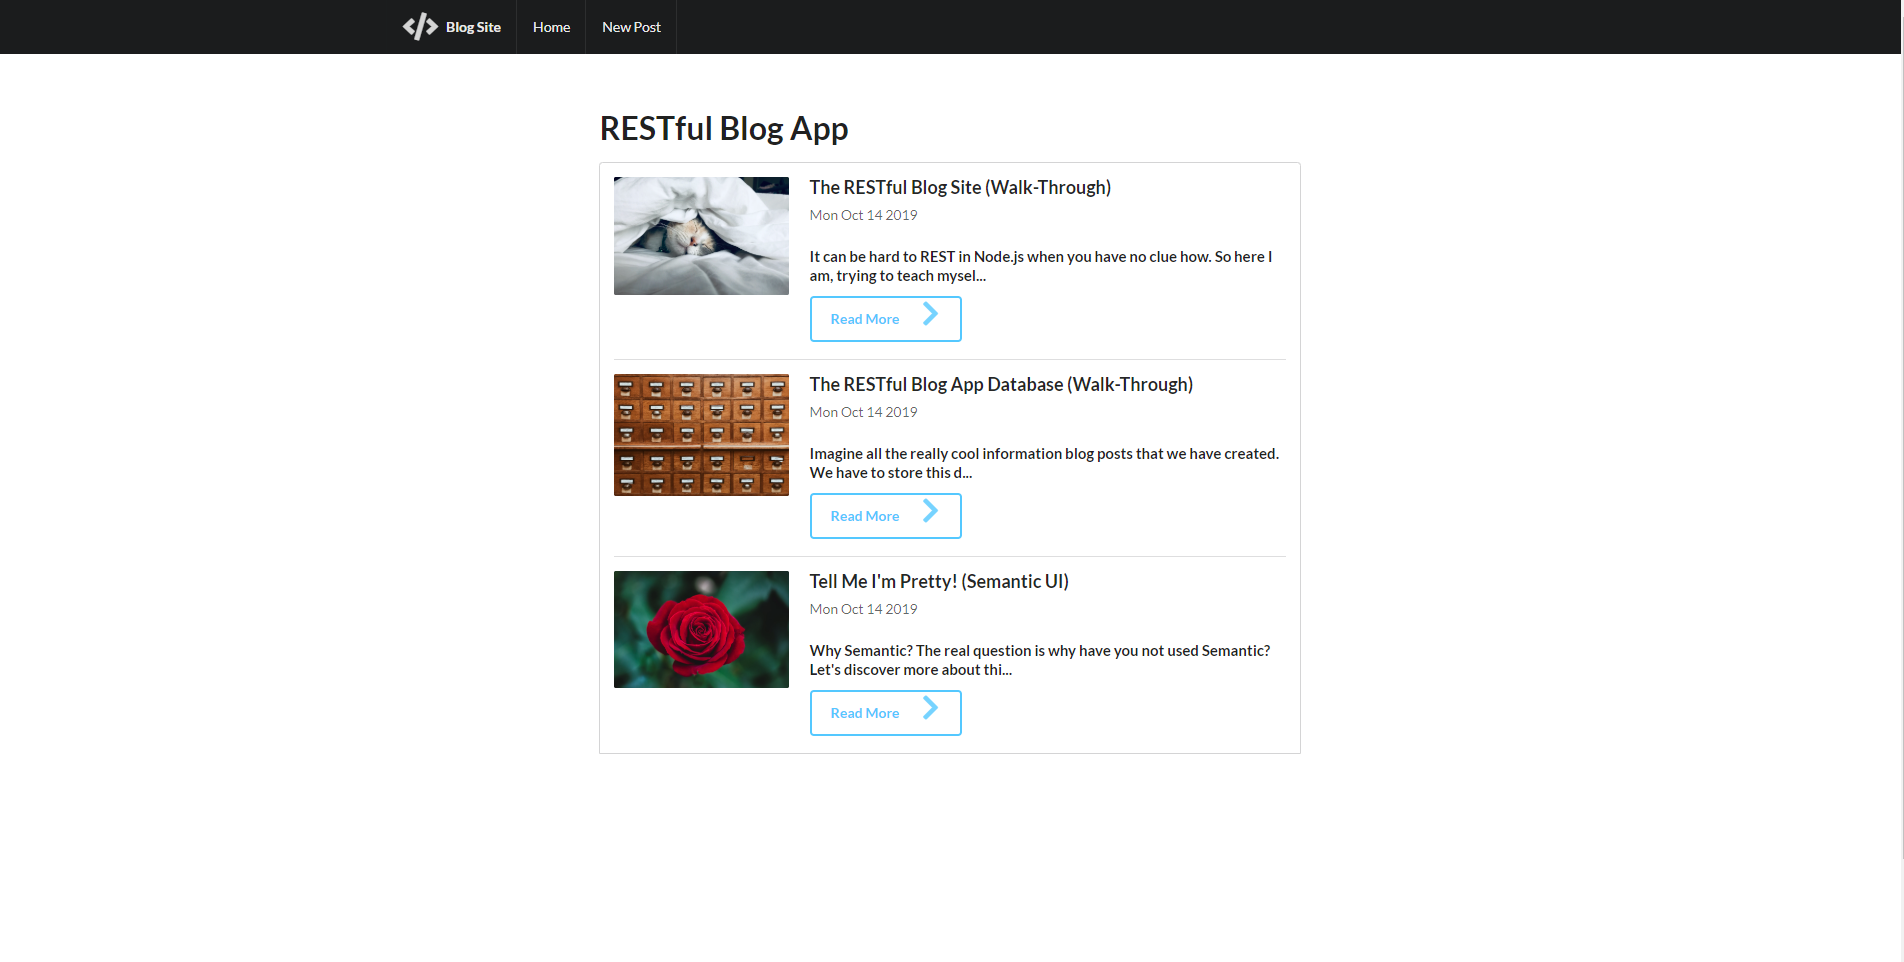 Blog Site
Home
New Post
RESTful Blog App
The RESTful Blog Site (Walk-Through)
Mon Oct 14 2019
It can be hard to REST in Node.js when you have no clue how. So here I
am, trying to teach mysel...
Read More
The RESTful Blog App Database (Walk-Through)
Mon Oct 14 2019
Imagine all the really cool information blog posts that we have created.
We have to store this d...
Read More
Tell Me I'm Pretty! (Semantic UI)
Mon Oct 14 2019
Why Semantic? The real question is why have you not used Semantic?
Let's discover more about thi...
Read More